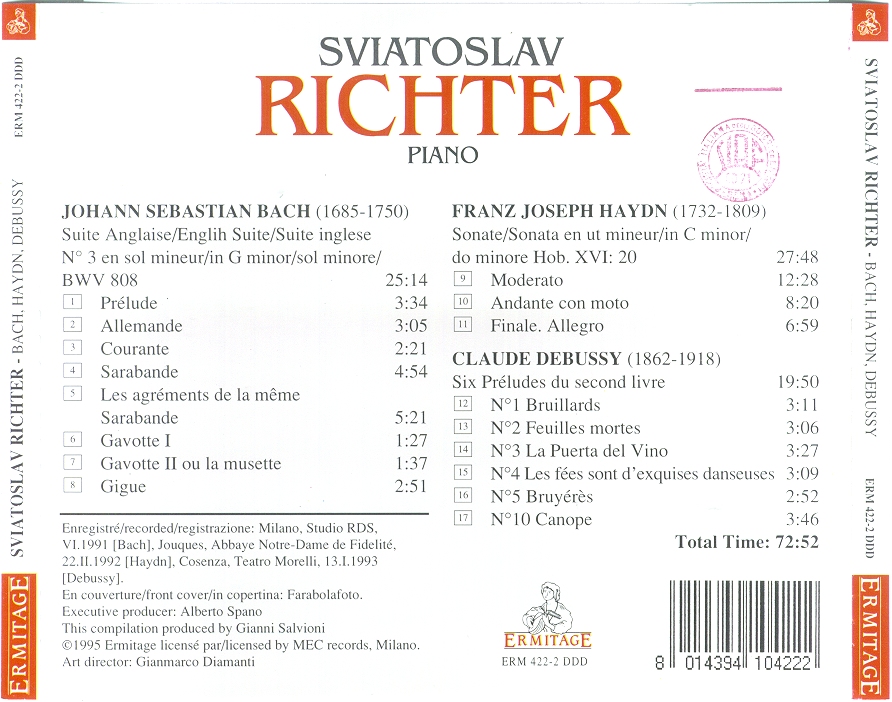 SVIATOSLAV
RICHTER
PIANO
JOHANN SEBASTIAN BACH (1685-1750)
Suite Anglaise/Englih Suite/Suite inglese
N° 3 en sol mineur/in G minor/sol minore/
BWV 808 25:14
1 Prélude 3:34
2 Allemande 3:05
3 Courante 2:21
4 Sarabande 4:54
5 Les agréments de la même
Sarabande 5:21
6 Gavotte I 1:27
7 Gavotte II ou la musette 1:37
8 Gigue 2:51
Enregistré/recorded/registrazione: Milano, Studio RDS,
VI.1991 [Bach], Jouques, Abbaye Notre-Dame de Fidelité,
22.II.1992 [Haydn], Cosenza, Teatro Morelli, 13.I.1993
[Debussy].
En couverture/front cover/in copertina: Farabolafoto.
Executive producer: Alberto Spano
This compilation produced by Gianni Salvioni
©1995 Ermitage licensé par/licensed by MEC records, Milano.
Art director: Gianmarco Diamanti
FRANZ JOSEPH HAYDN (1732-1809)
Sonate/Sonata en ut mineur/in C minor/
do minore Hob. XVI: 20 27:48
9 Moderato 12:28
10 Andante con moto 8:20
11 Finale. Allegro 6:59
CLAUDE DEBUSSY (1862-1918)
Six Préludes du second livre 19:50
12 N°1 Bruillards 3:11
13 N°2 Feuilles mortes 3:06
14 N°3 La Puerta del Vino 3:27
15 N°4 Les fées sont d'exquises danseuses 3:09
16 N°5 Bruyérès 2:52
17 N°10 Canope 3:46
Total Time: 72:52
ERMITAGE
ERM 422-2 DDD
8 014394 104222
ERM 422-2 DDD
SVIATOSLAV RICHTER - BACH, HAYDN, DEBUSSY
ERMITAGE
SVIATOSLAV RICHTER - BACH, HAYDN, DEBUSSY
ERM 422-2 DDD
ERMITAGE